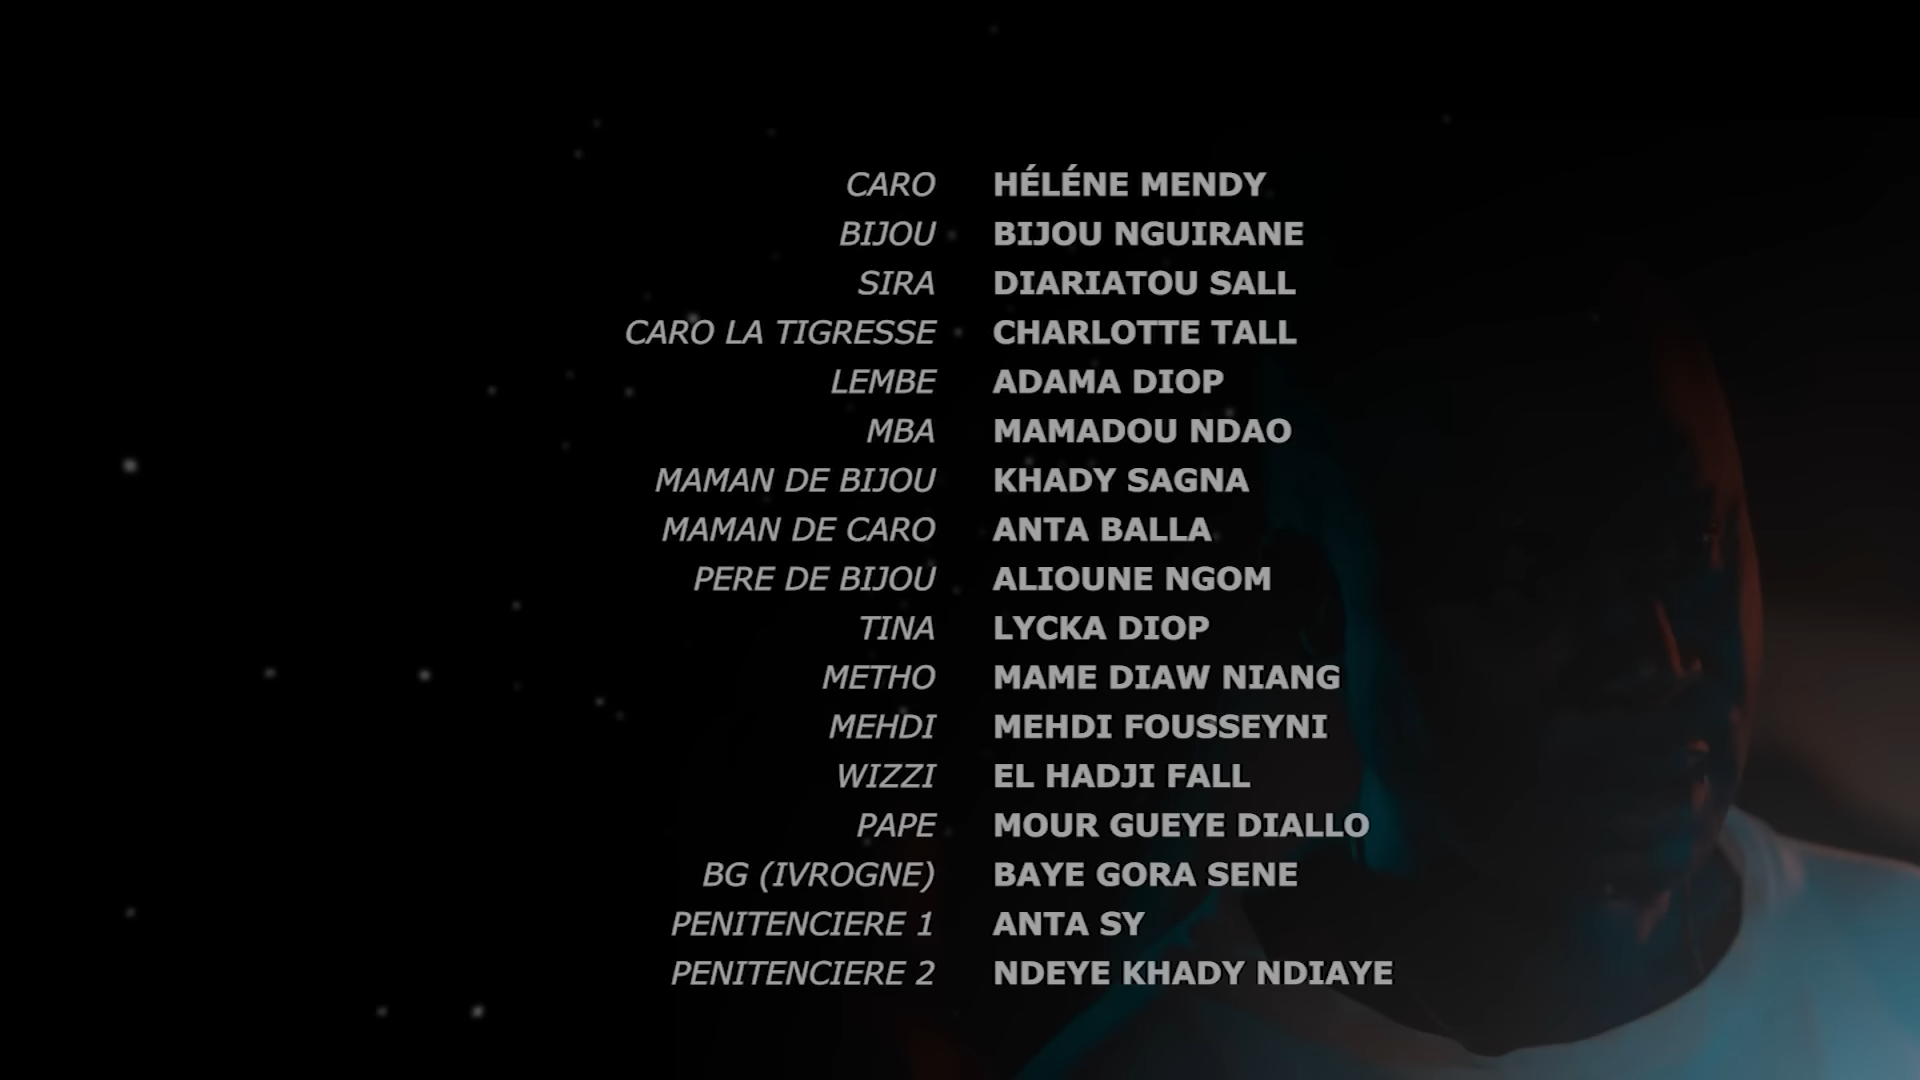 CARO HÉLÉNE MENDY
BIJOU BIJOU NGUIRANE
SIRA DIARIATOU SALL
CARO LA TIGRESSE CHARLOTTE TALL
LEMBE ADAMA DIOP
MBA MAMADOU NDAO
MAMAN DE BIJOU KHADY SAGNA
MAMAN DE CARO ANTA BALLA
PERE DE BIJOU ALIOUNE NGOM
TINA LYCKA DIOP
METHO MAME DIAW NIANG
MEHDI MEHDI FOUSSEYNI
WIZZI EL HADJI FALL
PAPE MOUR GUEYE DIALLO
BG (IVROGNE) BAYE GORA SENE
PENITENCIERE 1 ANTA SY
PENITENCIERE 2 NDEYE KHADY NDIAYE